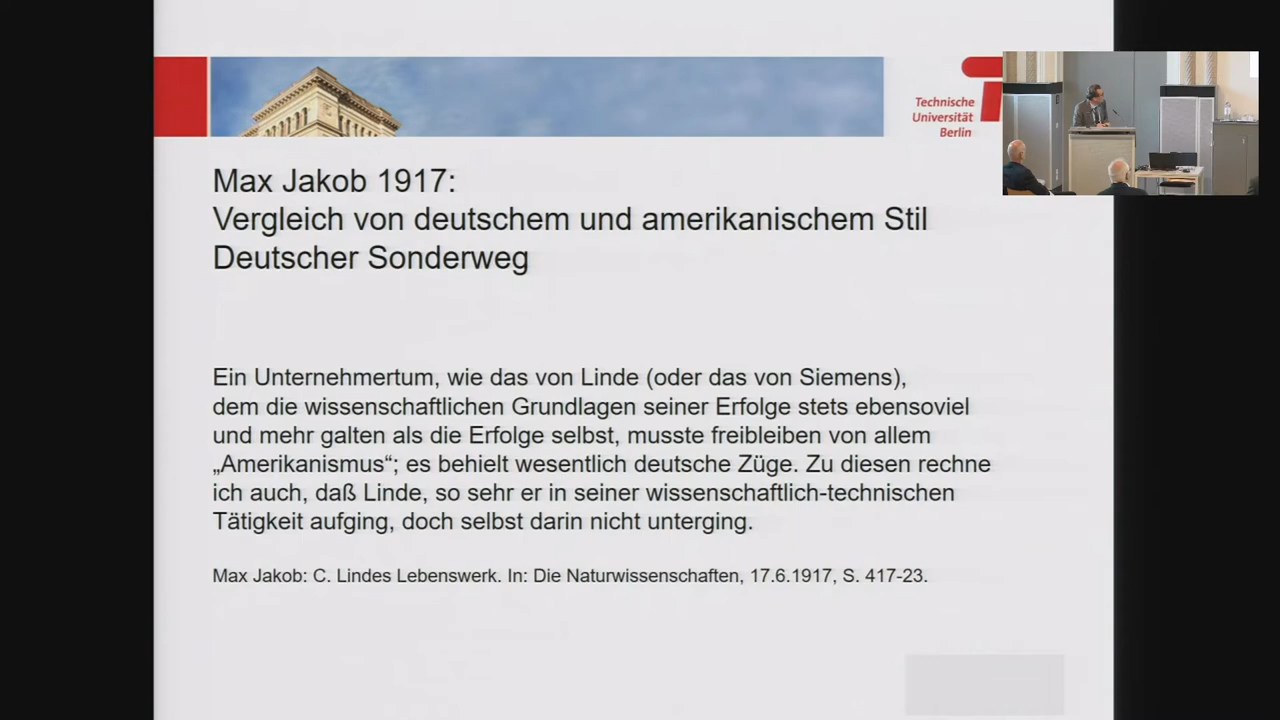 Technische
Universität
Berlin
Max Jakob 1917:
Vergleich von deutschem und amerikanischem Stil
Deutscher Sonderweg
Ein Unternehmertum, wie das von Linde (oder das von Siemens),
dem die wissenschaftlichen Grundlagen seiner Erfolge stets ebensoviel
und mehr galten als die Erfolge selbst, musste freibleiben von allem
„Amerikanismus“; es behielt wesentlich deutsche Züge. Zu diesen rechne
ich auch, daß Linde, so sehr er in seiner wissenschaftlich-technischen
Tätigkeit aufging, doch selbst darin nicht unterging.
Max Jakob: C. Lindes Lebenswerk. In: Die Naturwissenschaften, 17.6.1917, S. 417-23.